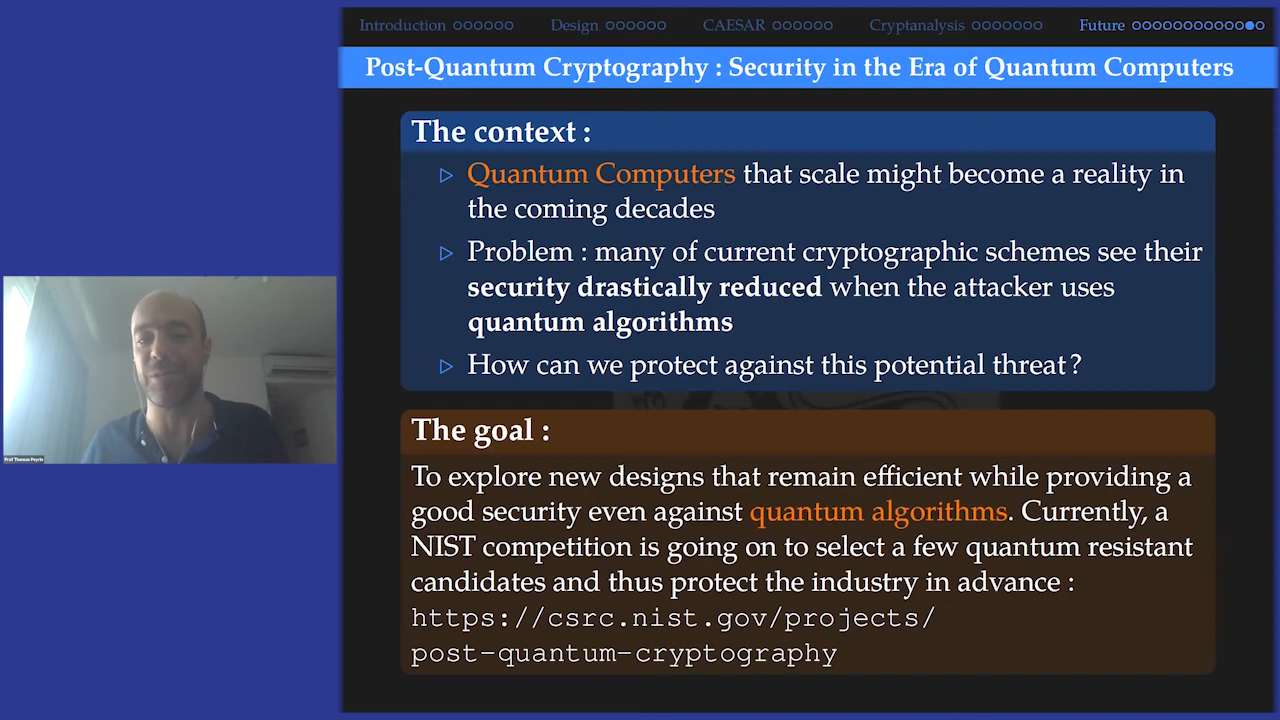 Introduction Design CAESAR Cryptanalysis Future
Post-Quantum Cryptography : Security in the Era of Quantum Computers
The context :
Quantum Computers that scale might become a reality in
the coming decades
Problem : many of current cryptographic schemes see their
security drastically reduced when the attacker uses
quantum algorithms
How can we protect against this potential threat ?
The goal :
To explore new designs that remain efficient while providing a
good security even against quantum algorithms. Currently, a
NIST competition is going on to select a few quantum resistant
candidates and thus protect the industry in advance :
https://csrc.nist.gov/projects/
post-quantum-cryptography
Prof Thomas Peyrin